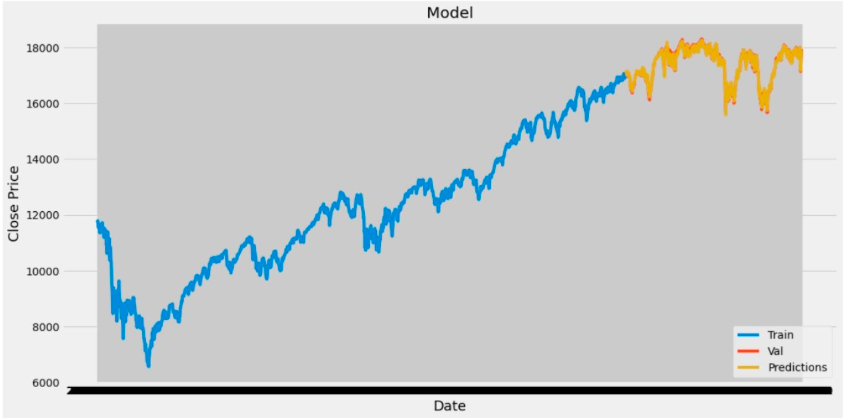 Model
18000
16000
14000
12000
10000
8000
6000
Close Price
Train
Val
Predictions
Date